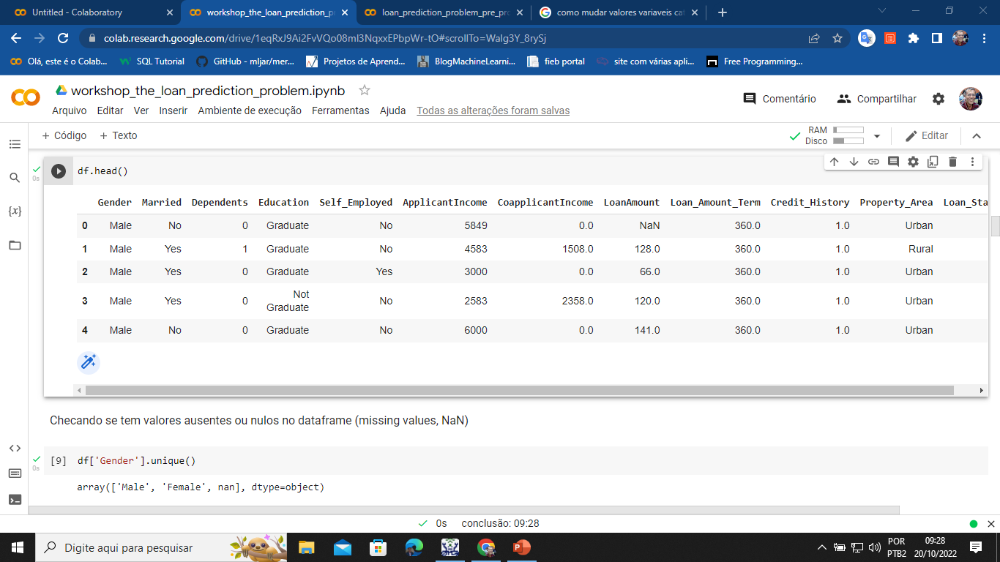 Untitled - Colaboratory
workshop_the_loan_prediction_p
loan_prediction_problem_pre_pro
como mudar valores variaveis cat
colab.research.google.com/drive/1eqRxJ9Ai2FvVQo08ml3NqxxEPbpWr-tO#scrollTo=Walg3Y_8rySj
Olá, este é o Colab... SQL Tutorial GitHub - mljar/mer... Projetos de Aprend... BlogMachineLearni... fieb portal site com várias apli... Free Programming...
workshop_the_loan_prediction_problem.ipynb
Comentário Compartilhar
Arquivo Editar Ver Inserir Ambiente de execução Ferramentas Ajuda Todas as alterações foram salvas
+ Código + Texto
RAM
Disco
Editar
0s
df.head()
Gender Married Dependents Education Self_Employed ApplicantIncome CoapplicantIncome LoanAmount Loan_Amount_Term Credit_History Property_Area Loan_Sta
0 Male No 0 Graduate No 5849 0.0 NaN 360.0 1.0 Urban
1 Male Yes 1 Graduate No 4583 1508.0 128.0 360.0 1.0 Rural
2 Male Yes 0 Graduate Yes 3000 0.0 66.0 360.0 1.0 Urban
3 Male Yes 0 Not Graduate No 2583 2358.0 120.0 360.0 1.0 Urban
4 Male No 0 Graduate No 6000 0.0 141.0 360.0 1.0 Urban
Checando se tem valores ausentes ou nulos no dataframe (missing values, NaN)
0s
[9] df['Gender'].unique()
array(['Male', 'Female', nan], dtype=object)
0s conclusão: 09:28
Digite aqui para pesquisar
POR
PTB2
09:28
20/10/2022